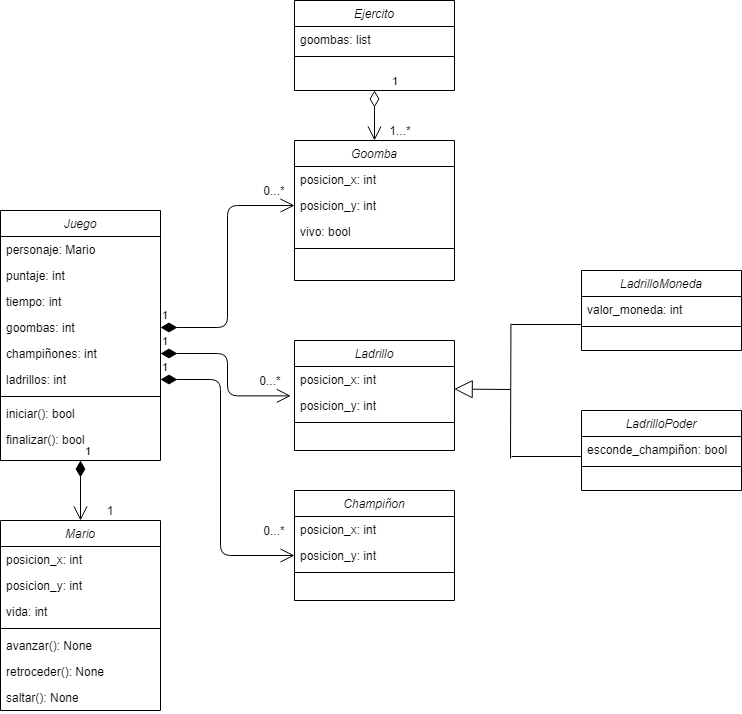 Ejercito
goombas: list
1
1...*
Goomba
posicion_x: int
posicion_y: int
vivo: bool
0...*
Juego
personaje: Mario
puntaje: int
tiempo: int
goombas: int
champiñones: int
ladrillos: int
iniciar(): bool
finalizar(): bool
1
1
1
1
1
Mario
posicion_x: int
posicion_y: int
vida: int
avanzar(): None
retroceder(): None
saltar(): None
0...*
Ladrillo
posicion_x: int
posicion_y: int
0...*
Champiñon
posicion_x: int
posicion_y: int
LadrilloMoneda
valor_moneda: int
LadrilloPoder
esconde_champiñon: bool